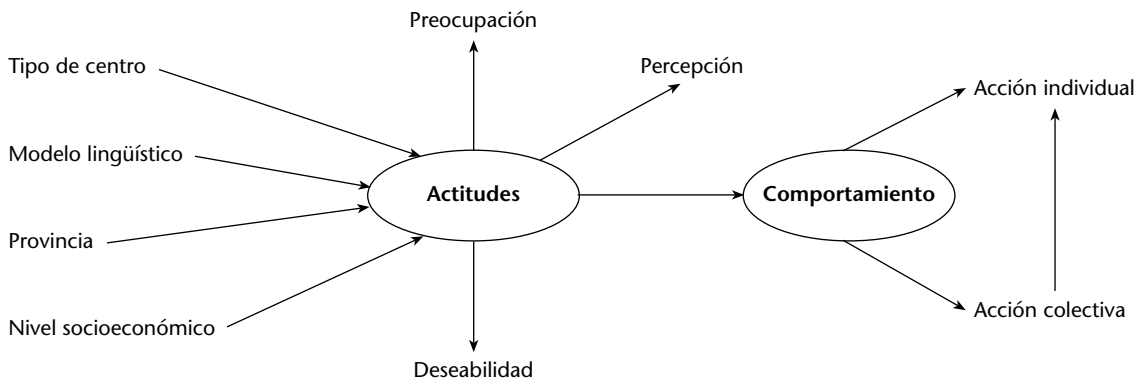 Preocupación
Tipo de centro
Percepción
Acción individual
Modelo lingüístico
Actitudes
Comportamiento
Provincia
Acción colectiva
Nivel socioeconómico
Deseabilidad